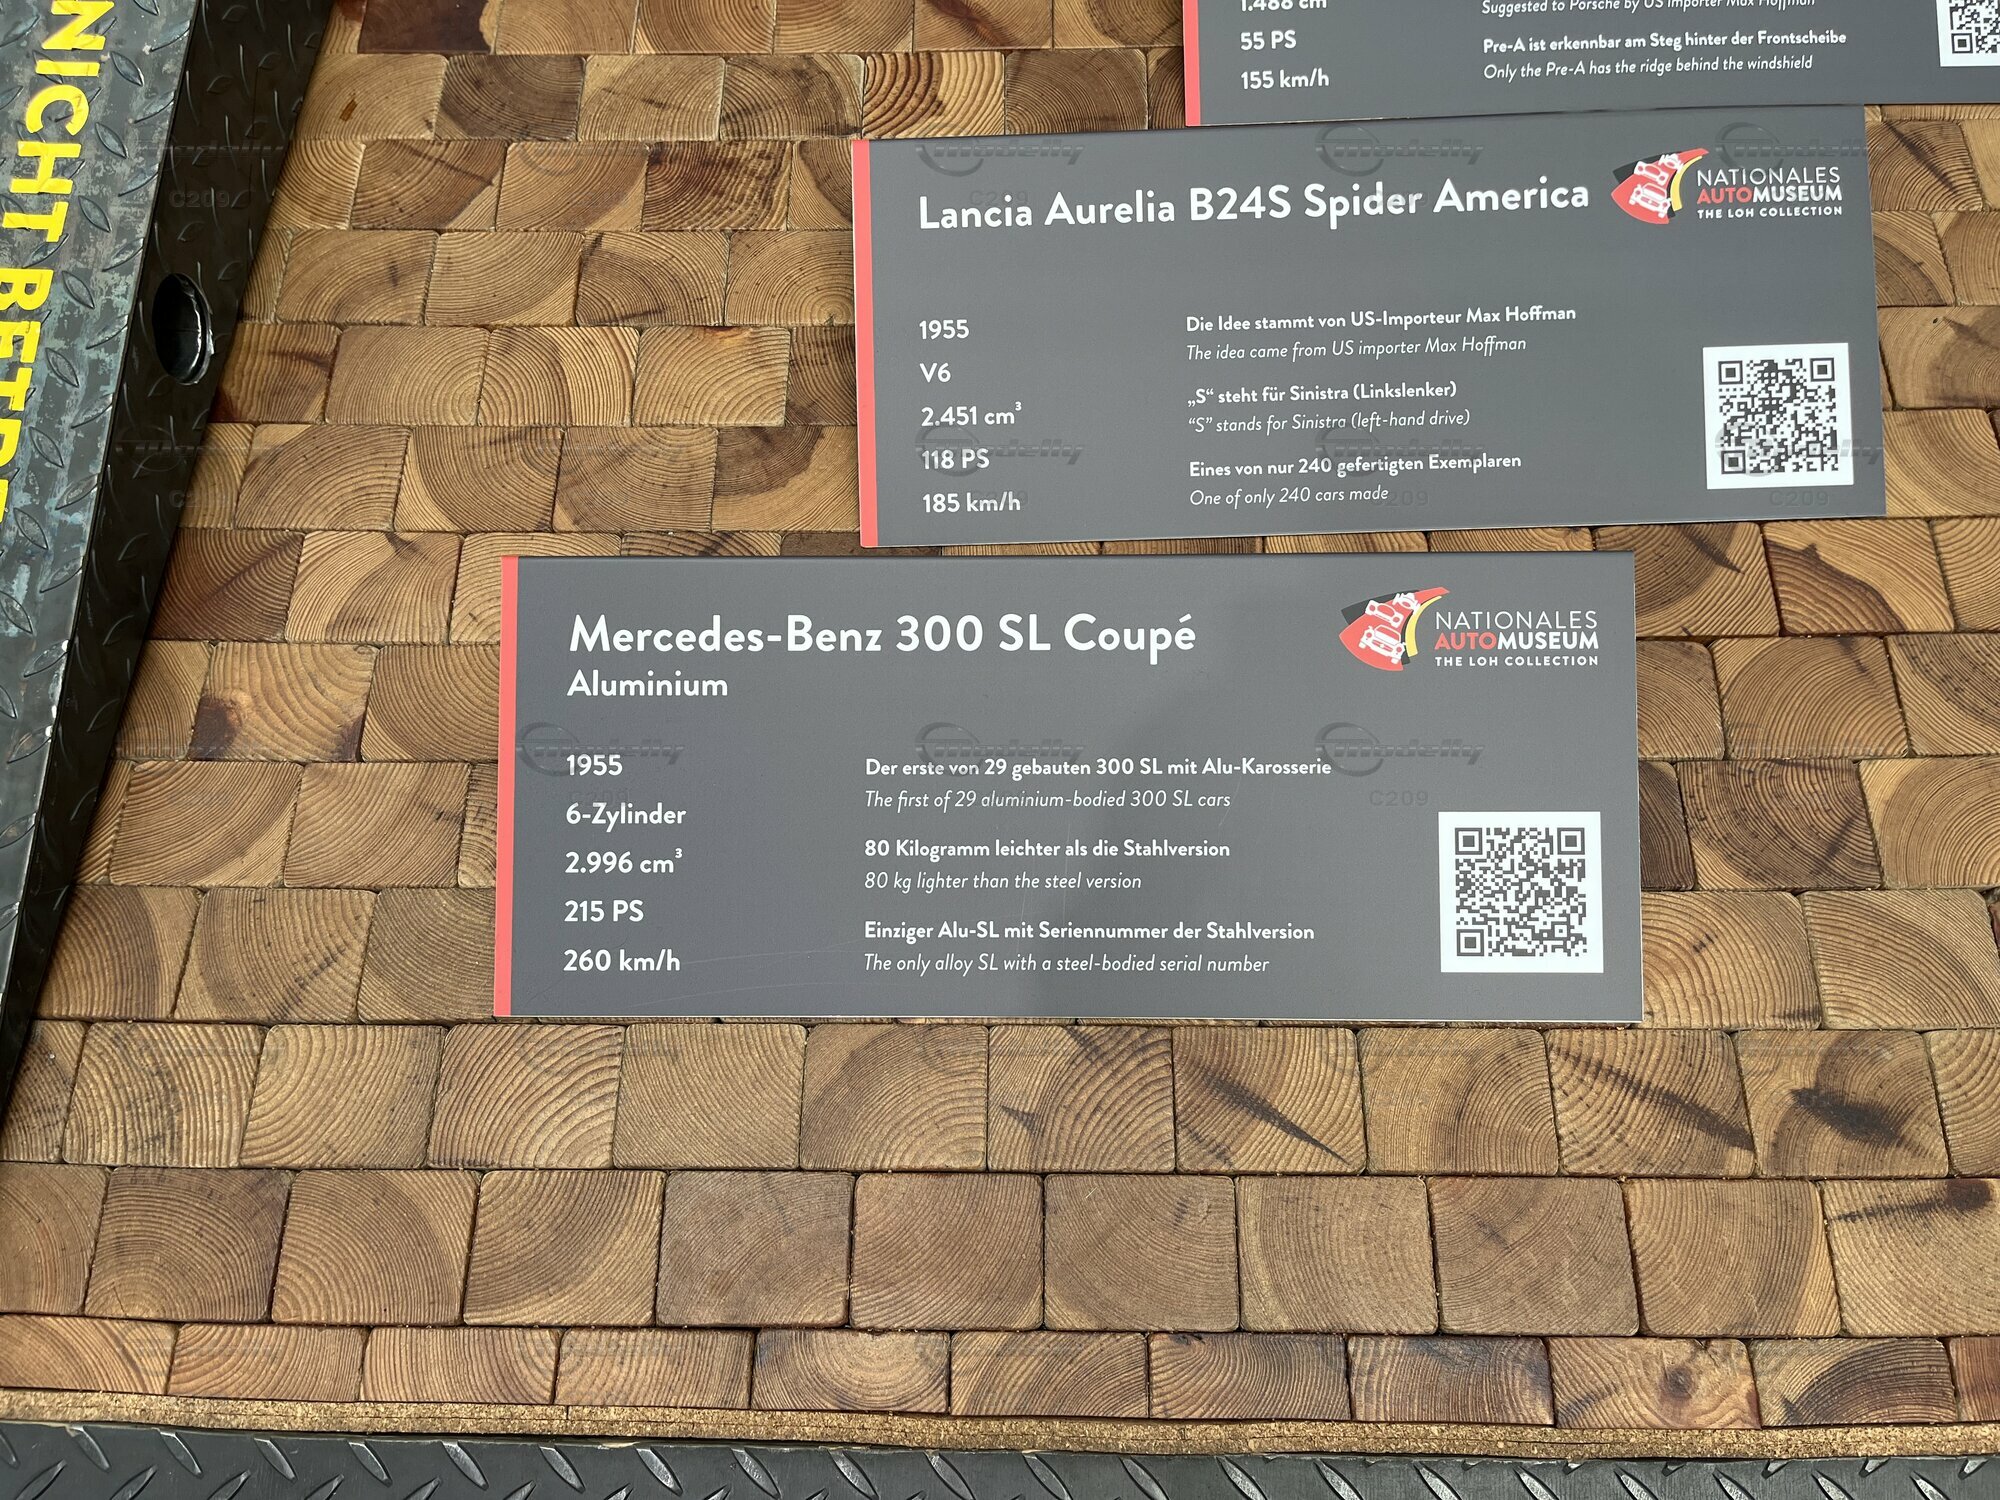 NICHT BETRE
1.488 cm
55 PS
155 km/h
Suggested to Porsche by US importer Max Hoffman
Pre-A ist erkennbar am Steg hinter der Frontscheibe
Only the Pre-A has the ridge behind the windshield
Lancia Aurelia B24S Spider America
NATIONALES
AUTOMUSEUM
THE LOH COLLECTION
1955
V6
2.451 cm³
118 PS
185 km/h
Die Idee stammt von US-Importeur Max Hoffman
The idea came from US importer Max Hoffman
„S“ steht für Sinistra (Linkslenker)
“S” stands for Sinistra (left-hand drive)
Eines von nur 240 gefertigten Exemplaren
One of only 240 cars made
Mercedes-Benz 300 SL Coupé
Aluminium
NATIONALES
AUTOMUSEUM
THE LOH COLLECTION
1955
6-Zylinder
2.996 cm³
215 PS
260 km/h
Der erste von 29 gebauten 300 SL mit Alu-Karosserie
The first of 29 aluminium-bodied 300 SL cars
80 Kilogramm leichter als die Stahlversion
80 kg lighter than the steel version
Einziger Alu-SL mit Seriennummer der Stahlversion
The only alloy SL with a steel-bodied serial number
modelly
C209